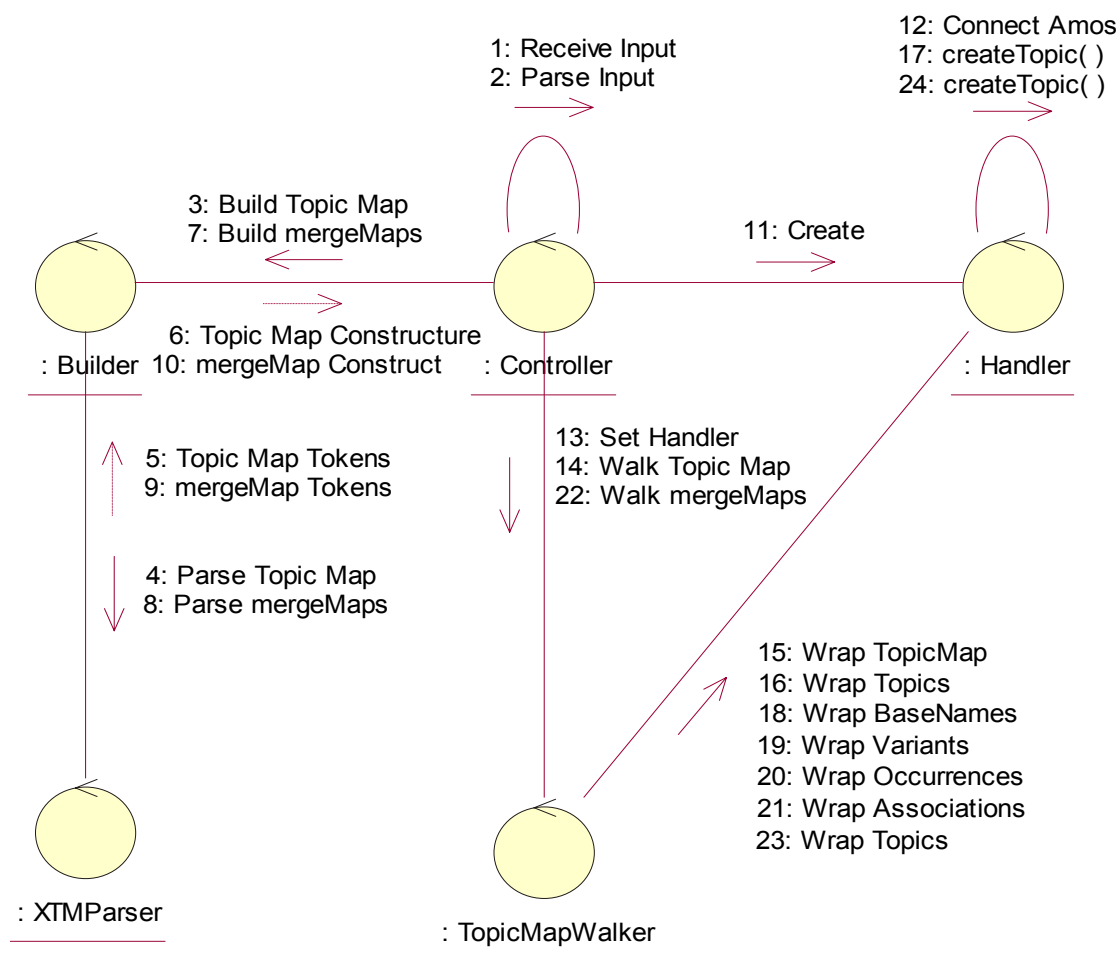 12: Connect Amos
17: createTopic( )
24: createTopic( )
1: Receive Input
2: Parse Input
3: Build Topic Map
7: Build mergeMaps
11: Create
6: Topic Map Constructure
10: mergeMap Construct
: Builder
: Controller
: Handler
13: Set Handler
14: Walk Topic Map
22: Walk mergeMaps
5: Topic Map Tokens
9: mergeMap Tokens
4: Parse Topic Map
8: Parse mergeMaps
15: Wrap TopicMap
16: Wrap Topics
18: Wrap BaseNames
19: Wrap Variants
20: Wrap Occurrences
21: Wrap Associations
23: Wrap Topics
: XTMParser
: TopicMapWalker